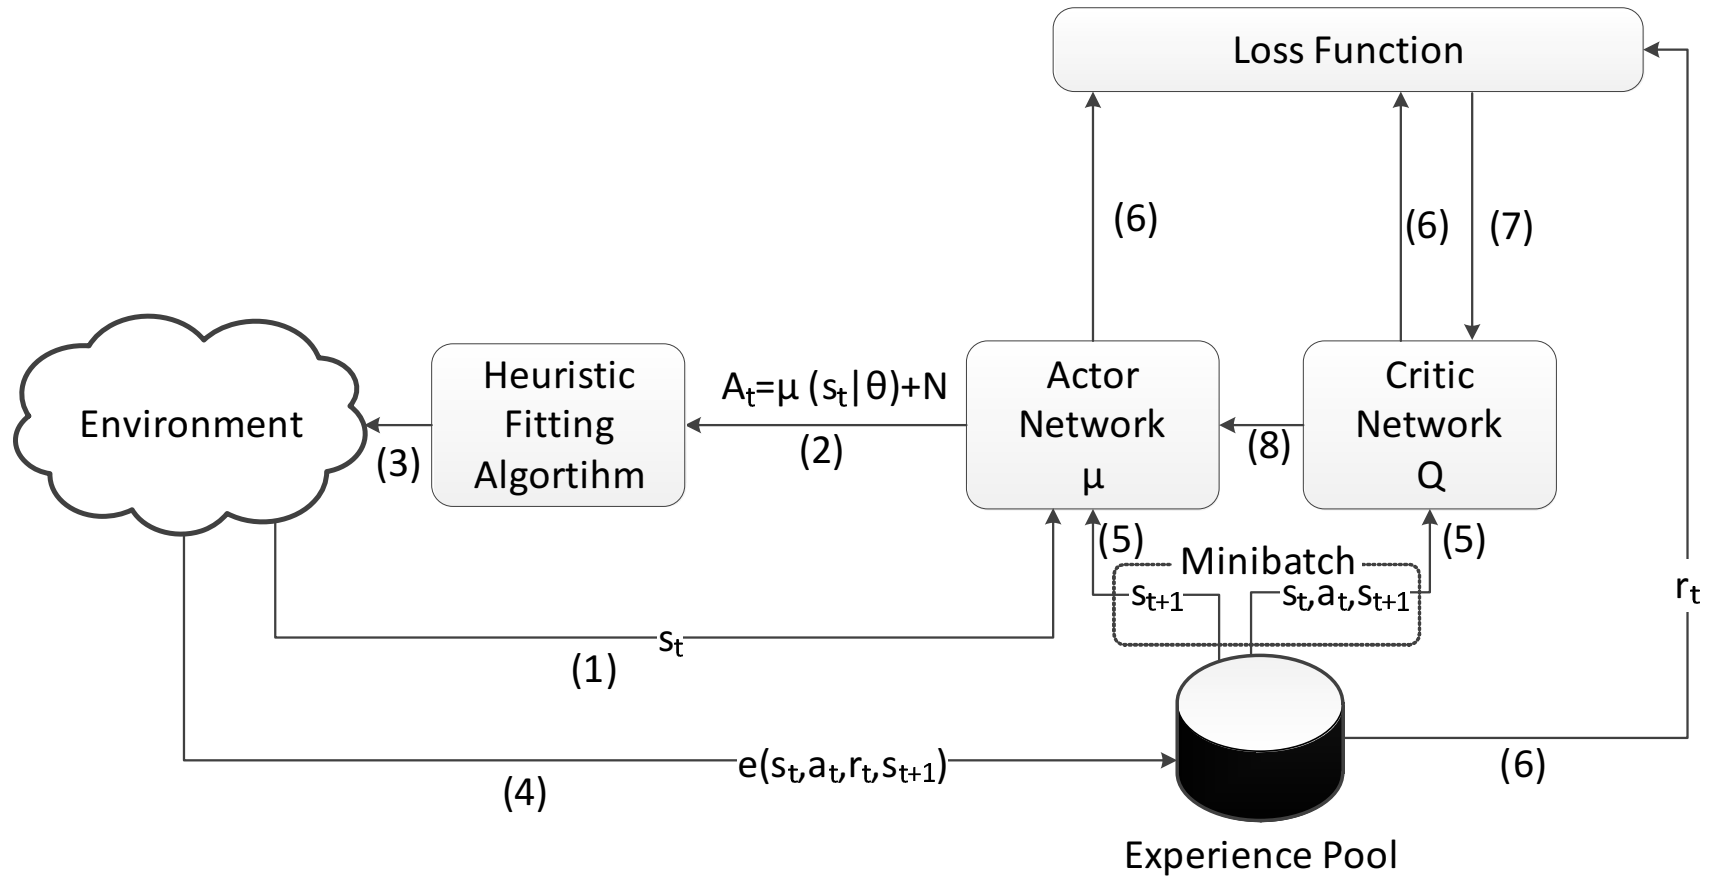 Loss Function
(6)
(6)
(7)
Environment
(3)
Heuristic
Fitting
Algortihm
Aₜ=μ (sₜ|θ)+N
(2)
Actor
Network
μ
(8)
Critic
Network
Q
(5)
(5)
Minibatch
sₜ₊₁
sₜ,aₜ,sₜ₊₁
rₜ
sₜ
(1)
e(sₜ,aₜ,rₜ,sₜ₊₁)
(4)
(6)
Experience Pool